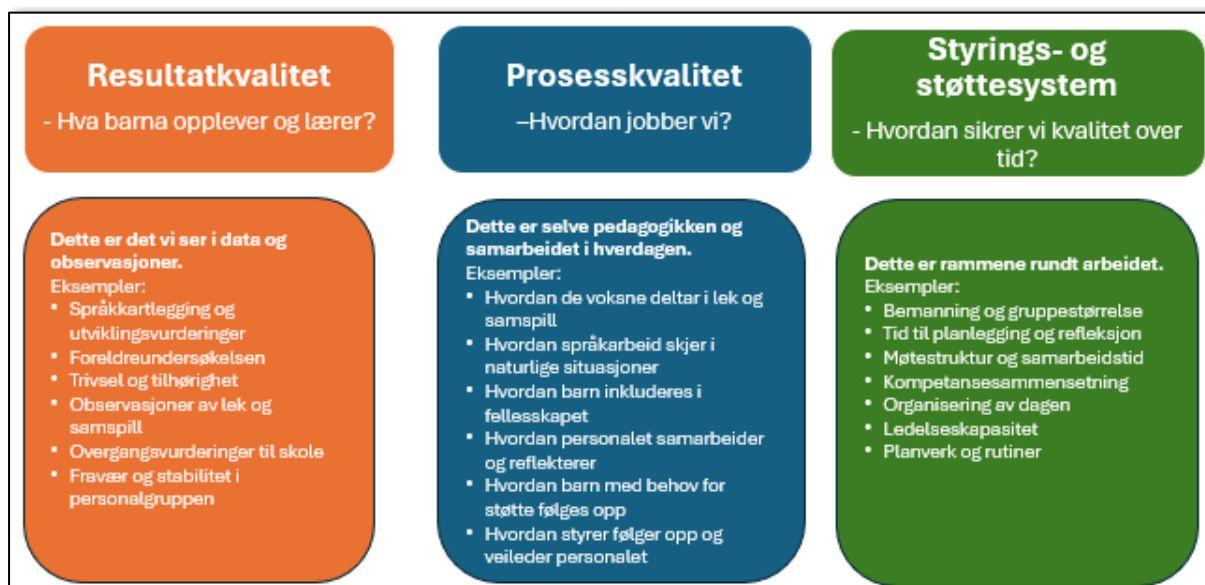 Resultatkvalitet
- Hva barna opplever og lærer?
Dette er det vi ser i data og
observasjoner.
Eksempler:
• Språkkartlegging og
utviklingsvurderinger
• Foreldreundersøkelsen
• Trivsel og tilhørighet
• Observasjoner av lek og
samspill
• Overgangsvurderinger til skole
• Fravær og stabilitet i
personalgruppen
Prosesskvalitet
–Hvordan jobber vi?
Dette er selve pedagogikken og
samarbeidet i hverdagen.
Eksempler:
• Hvordan de voksne deltar i lek og
samspill
• Hvordan språkarbeid skjer i
naturlige situasjoner
• Hvordan barn inkluderes i
fellesskapet
• Hvordan personalet samarbeider
og reflekterer
• Hvordan barn med behov for
støtte følges opp
• Hvordan styrer følger opp og
veileder personalet
Styrings- og
støttesystem
- Hvordan sikrer vi kvalitet over
tid?
Dette er rammene rundt arbeidet.
Eksempler:
• Bemanning og gruppestørrelse
• Tid til planlegging og refleksjon
• Møtestruktur og samarbeidstid
• Kompetansesammensetning
• Organisering av dagen
• Ledelseskapasitet
• Planverk og rutiner